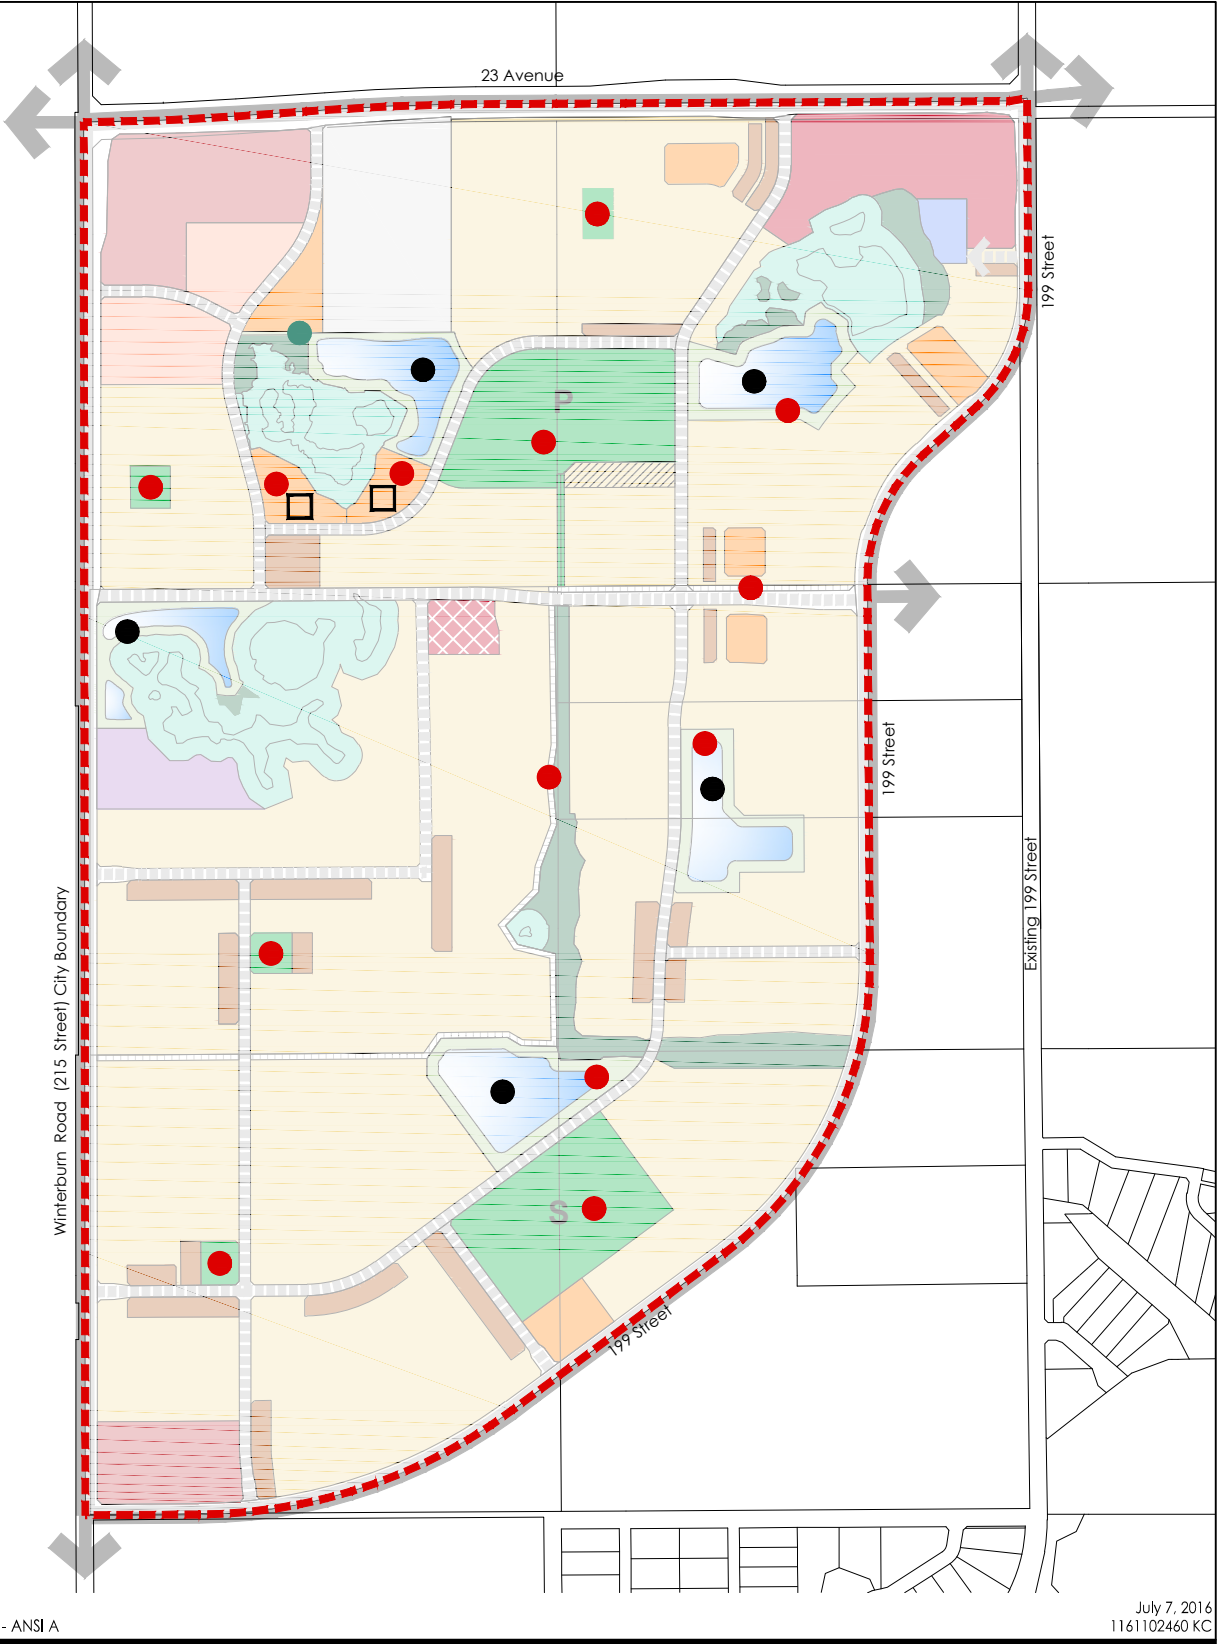 23 Avenue
199 Street
P
199 Street
Existing 199 Street
Winterburn Road (215 Street) City Boundary
S
199 Street
July 7, 2016
- ANSI A
1161102460 KC